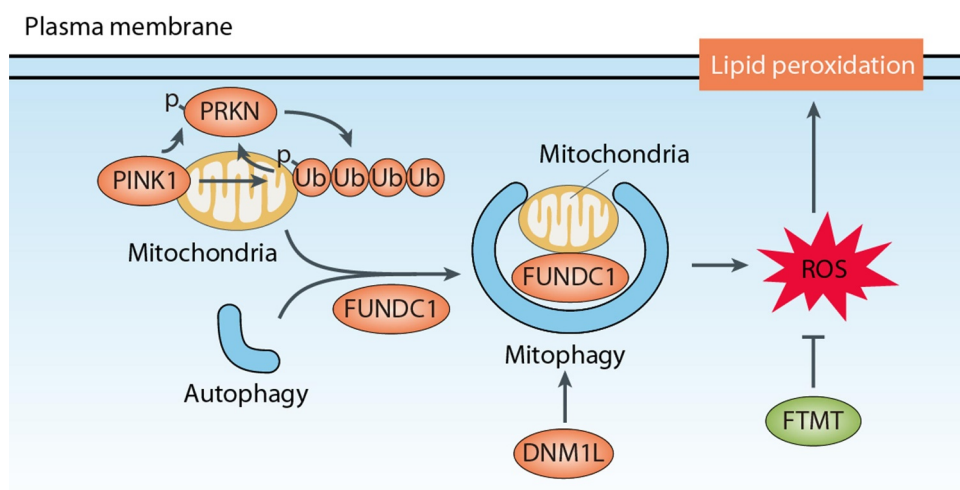 Plasma membrane
Lipid peroxidation
p
PRKN
p
PINK1
Ub Ub Ub Ub
Mitochondria
Mitochondria
FUNDC1
ROS
FUNDC1
Mitophagy
Autophagy
FTMT
DNM1L